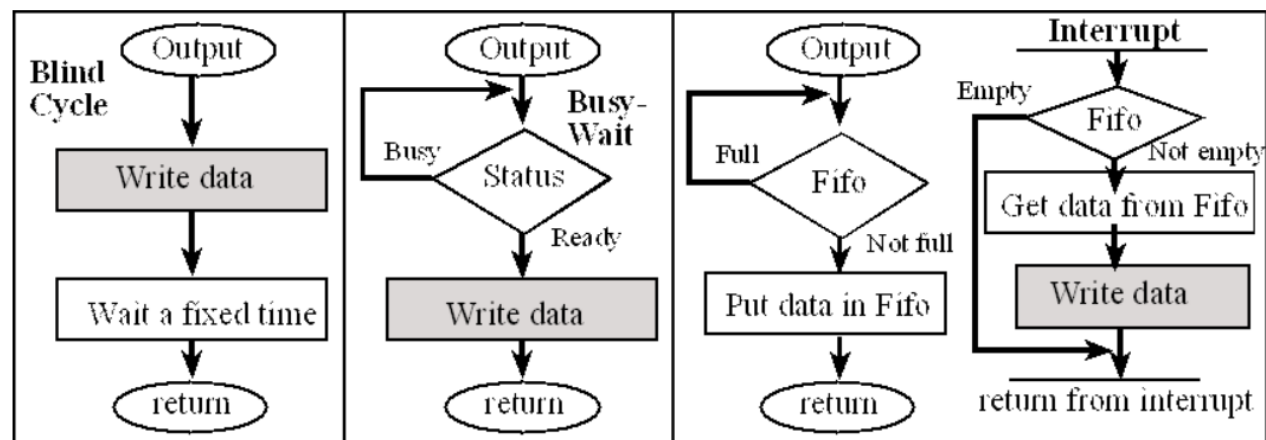 Output
Blind
Cycle
Write data
Wait a fixed time
return
Output
Busy-
Wait
Busy
Status
Ready
Write data
return
Output
Full
Fifo
Not full
Put data in Fifo
return
Interrupt
Empty
Fifo
Not empty
Get data from Fifo
Write data
return from interrupt